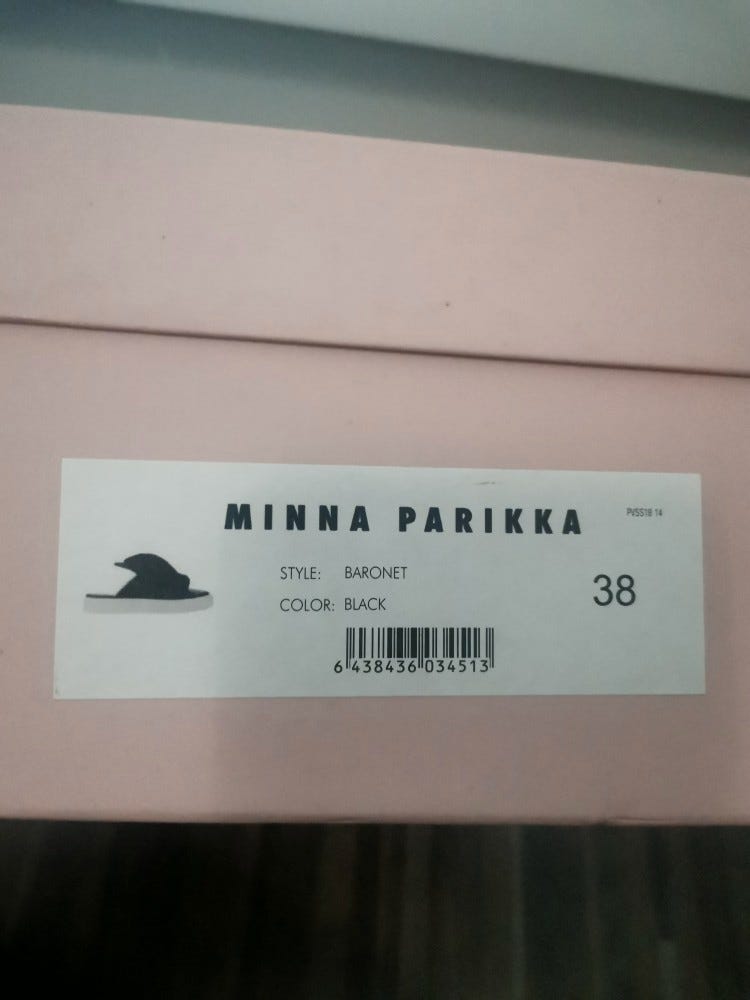 MINNA PARIKKA
PVSS18 14
STYLE: BARONET
COLOR: BLACK
38
6 438436 034513